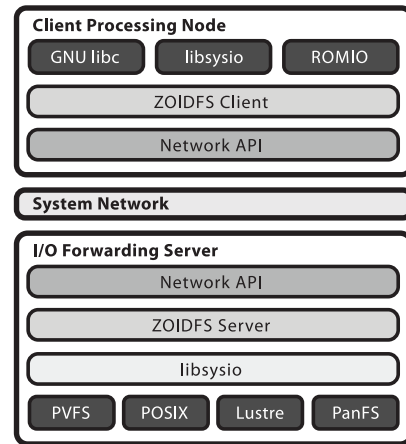 Client Processing Node
GNU libc libsysio ROMIO
ZOIDFS Client
Network API
System Network
I/O Forwarding Server
Network API
ZOIDFS Server
libsysio
PVFS POSIX Lustre PanFS